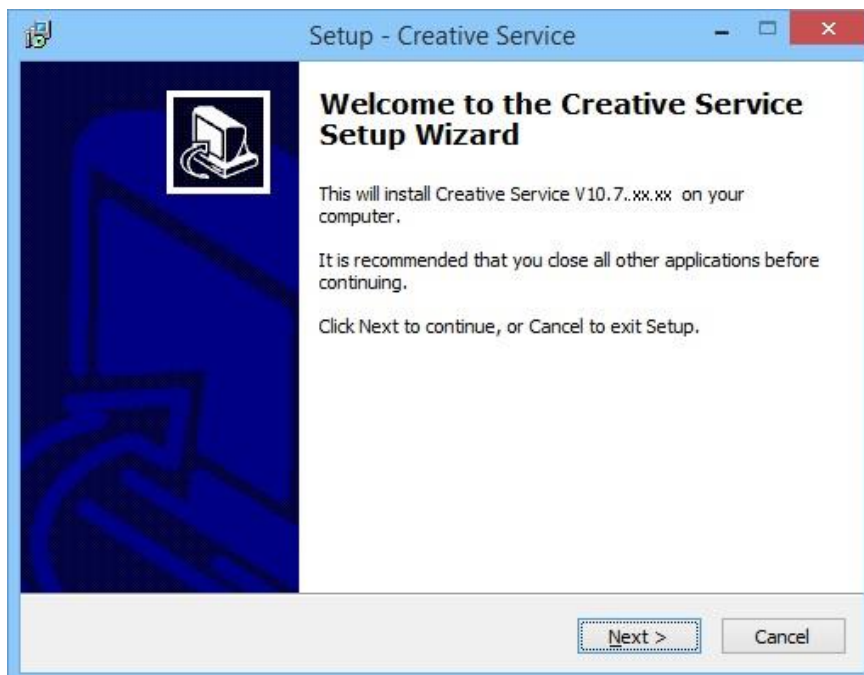 Setup - Creative Service
Welcome to the Creative Service
Setup Wizard
This will install Creative Service V10.7..xx.xx on your
computer.
It is recommended that you close all other applications before
continuing.
Click Next to continue, or Cancel to exit Setup.
Next >
Cancel